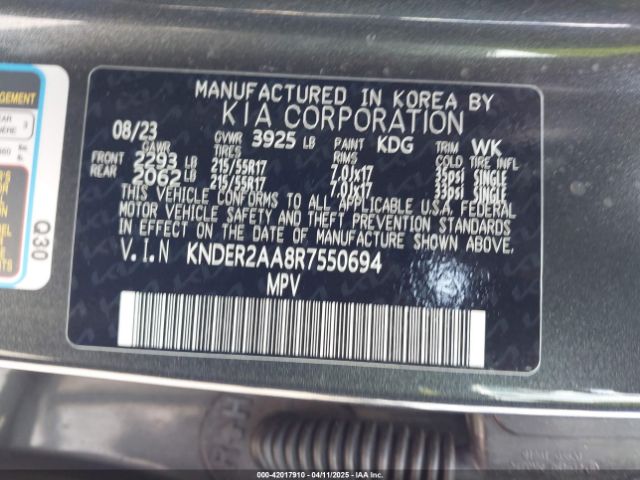 GEMENT
Q30
MANUFACTURED IN KOREA BY
KIA CORPORATION
08/23 GVWR 3925 LB PAINT KDG TRIM WK
GAWR TIRES RIMS COLD TIRE INFL
FRONT 2293 LB 215/55R17 7.0Jx17 35psi SINGLE
REAR 2062 LB 215/55R17 7.0Jx17 33psi SINGLE
THIS VEHICLE CONFORMS TO ALL APPLICABLE U.S.A. FEDERAL
MOTOR VEHICLE SAFETY AND THEFT PREVENTION STANDARDS
IN EFFECT ON THE DATE OF MANUFACTURE SHOWN ABOVE.
V.I.N KNDER2AA8R7550694
MPV
000-42017910 - 04/11/2025 - IAAI.COM